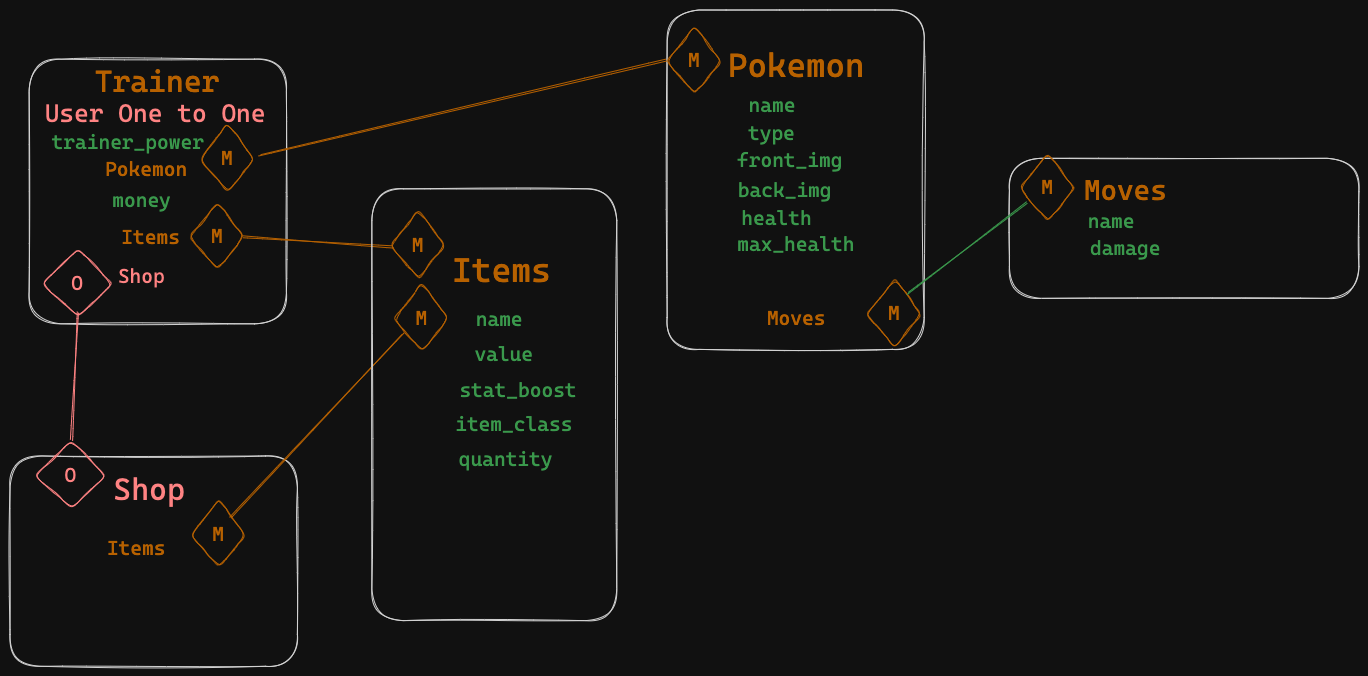 Trainer
User One to One
trainer_power
M
Pokemon
money
Items
M
O
Shop
O
Shop
Items
M
M
Items
M
name
value
stat_boost
item_class
quantity
M
Pokemon
name
type
front_img
back_img
health
max_health
Moves
M
M
Moves
name
damage